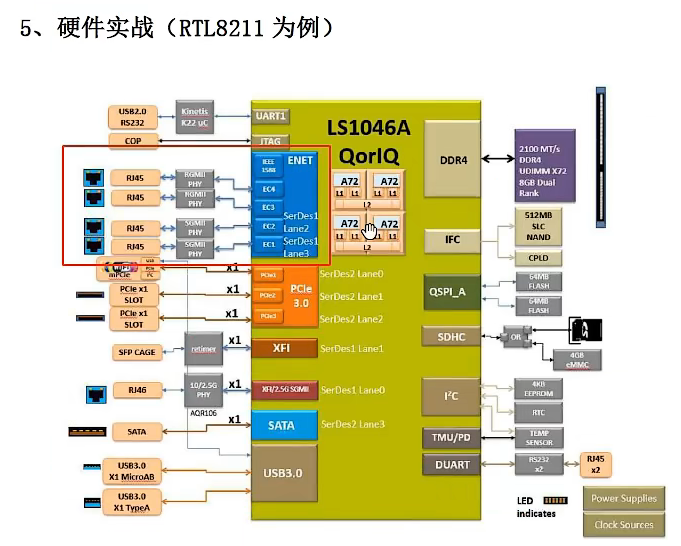 5、硬件实战（RTL8211 为例）
LS1046A
QorIQ
USB2.0
RS232
Kinetis
K22 uC
UART1
COP
JTAG
IEEE
1588
ENET
RJ45
RGMII
PHY
EC4
RJ45
RGMII
PHY
EC3
RJ45
SGMII
PHY
EC2
SerDes1
Lane2
RJ45
SGMII
PHY
EC1
SerDes1
Lane3
A72
A72
L1 L1
L1 L1
L2
A72
A72
L1
L1
L2
USB
PCIe
I²C
mPCIe
x1
PCIe1
SerDes2 Lane0
PCIe x1
SLOT
x1
PCIe2
PCIe
3.0
SerDes2 Lane1
PCIe x1
SLOT
x1
PCIe3
SerDes2 Lane2
SFP CAGE
retimer
x1
XFI
SerDes1 Lane1
RJ46
10/2.5G
PHY
AQR106
x1
XFI/2.5G SGMII
SerDes1 Lane0
SATA
x1
SATA
SerDes2 Lane3
USB3.0
X1 MicroAB
USB3.0
USB3.0
X1 TypeA
DDR4
2100 MT/s
DDR4
UDIMM X72
8GB Dual
Rank
IFC
512MB
SLC
NAND
CPLD
QSPI_A
64MB
FLASH
64MB
FLASH
SDHC
OR
4GB
eMMC
I²C
4KB
EEPROM
RTC
TEMP
SENSOR
TMU/PD
DUART
RS232
x2
RJ45
x2
LED
indicates
Power Supplies
Clock Sources